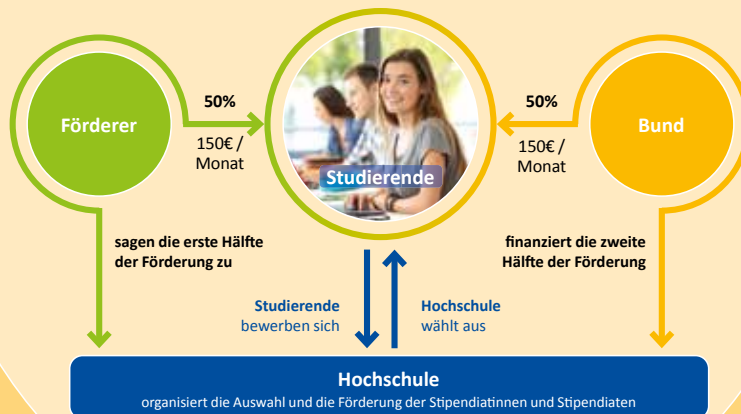 Förderer
50%
150€ /
Monat
Studierende
50%
150€ /
Monat
Bund
sagen die erste Hälfte
der Förderung zu
finanziert die zweite
Hälfte der Förderung
Studierende
bewerben sich
Hochschule
wählt aus
Hochschule
organisiert die Auswahl und die Förderung der Stipendiatinnen und Stipendiaten